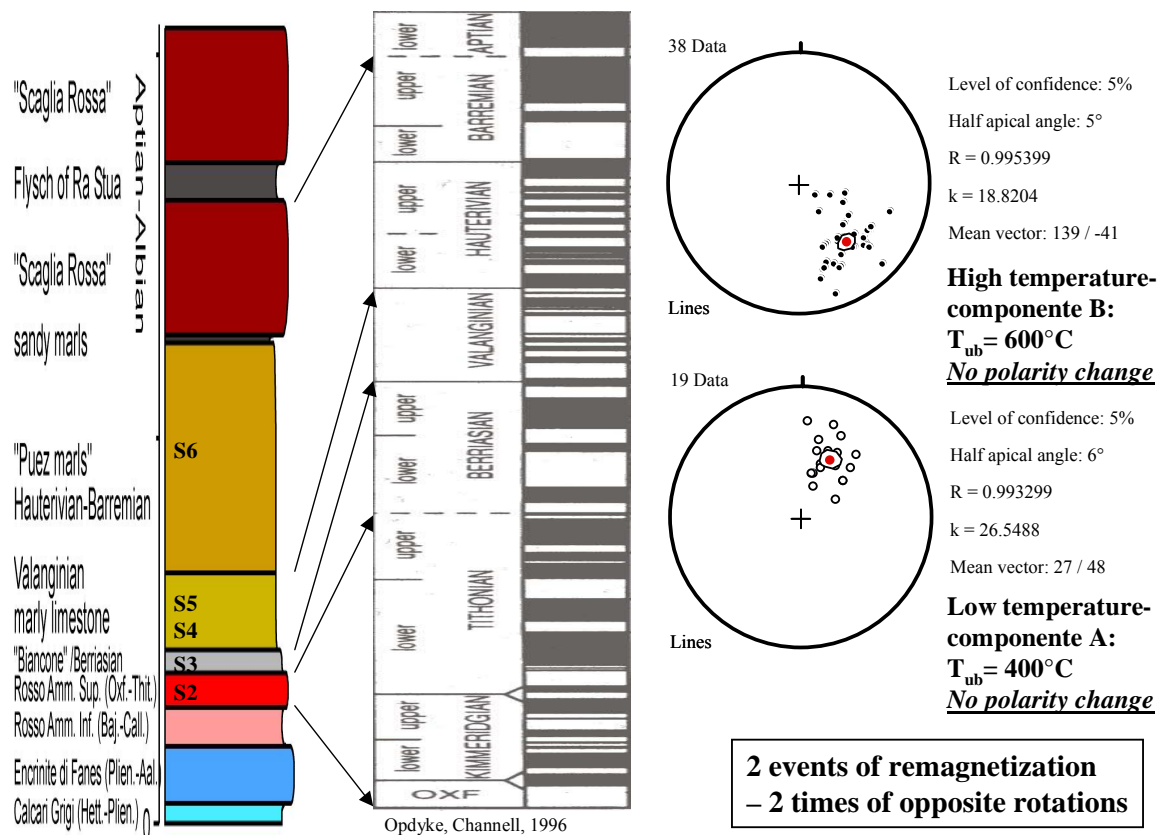 "Scaglia Rossa"
Flysch of Ra Stua
"Scaglia Rossa"
sandy marls
"Puez marls"
Hauterivian-Barremian
Valanginian
marly limestone
"Biancone"/Berriasian
Rosso Amm. Sup. (Oxf.-Thit.)
Rosso Amm. Inf. (Baj.-Call.)
Encrinite di Fanes (Plien.-Aal.)
Calcari Grigi (Hett.-Plien.)
0
Aptian-Albian
S6
S5
S4
S3
S2
lower
APTIAN
upper
lower
BARREMIAN
upper
lower
HAUTERIVIAN
VALANGINIAN
upper
lower
BERRIASIAN
upper
lower
TITHONIAN
upper
lower
KIMMERIDGIAN
OXF
Opdyke, Channell, 1996
38 Data
Lines
Level of confidence: 5%
Half apical angle: 5°
R = 0.995399
k = 18.8204
Mean vector: 139 / -41
High temperature-
componente B:
Tub= 600°C
No polarity change
19 Data
Lines
Level of confidence: 5%
Half apical angle: 6°
R = 0.993299
k = 26.5488
Mean vector: 27 / 48
Low temperature-
componente A:
Tub= 400°C
No polarity change
2 events of remagnetization
– 2 times of opposite rotations